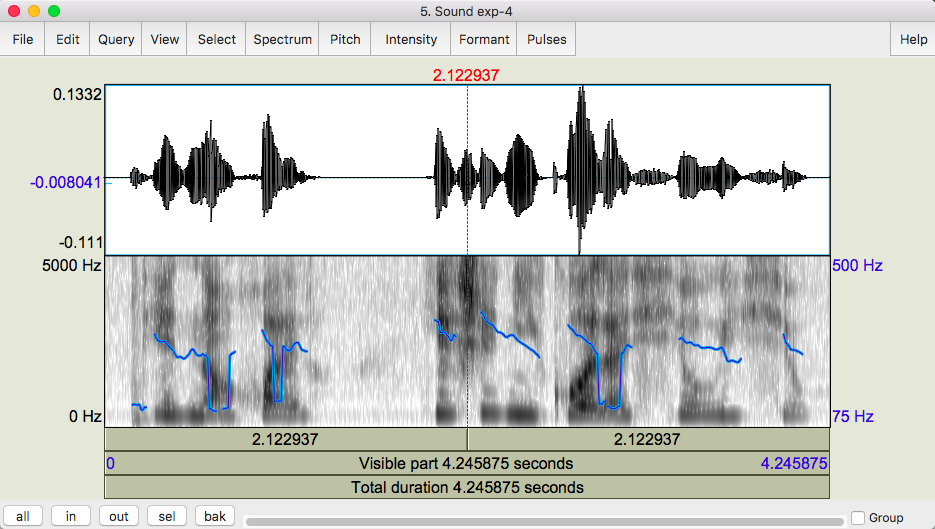 5. Sound exp-4
File Edit Query View Select Spectrum Pitch Intensity Formant Pulses Help
2.122937
0.1332
-0.008041
-0.111
5000 Hz 500 Hz
0 Hz 75 Hz
2.122937 2.122937
0 Visible part 4.245875 seconds 4.245875
Total duration 4.245875 seconds
all in out sel bak Group